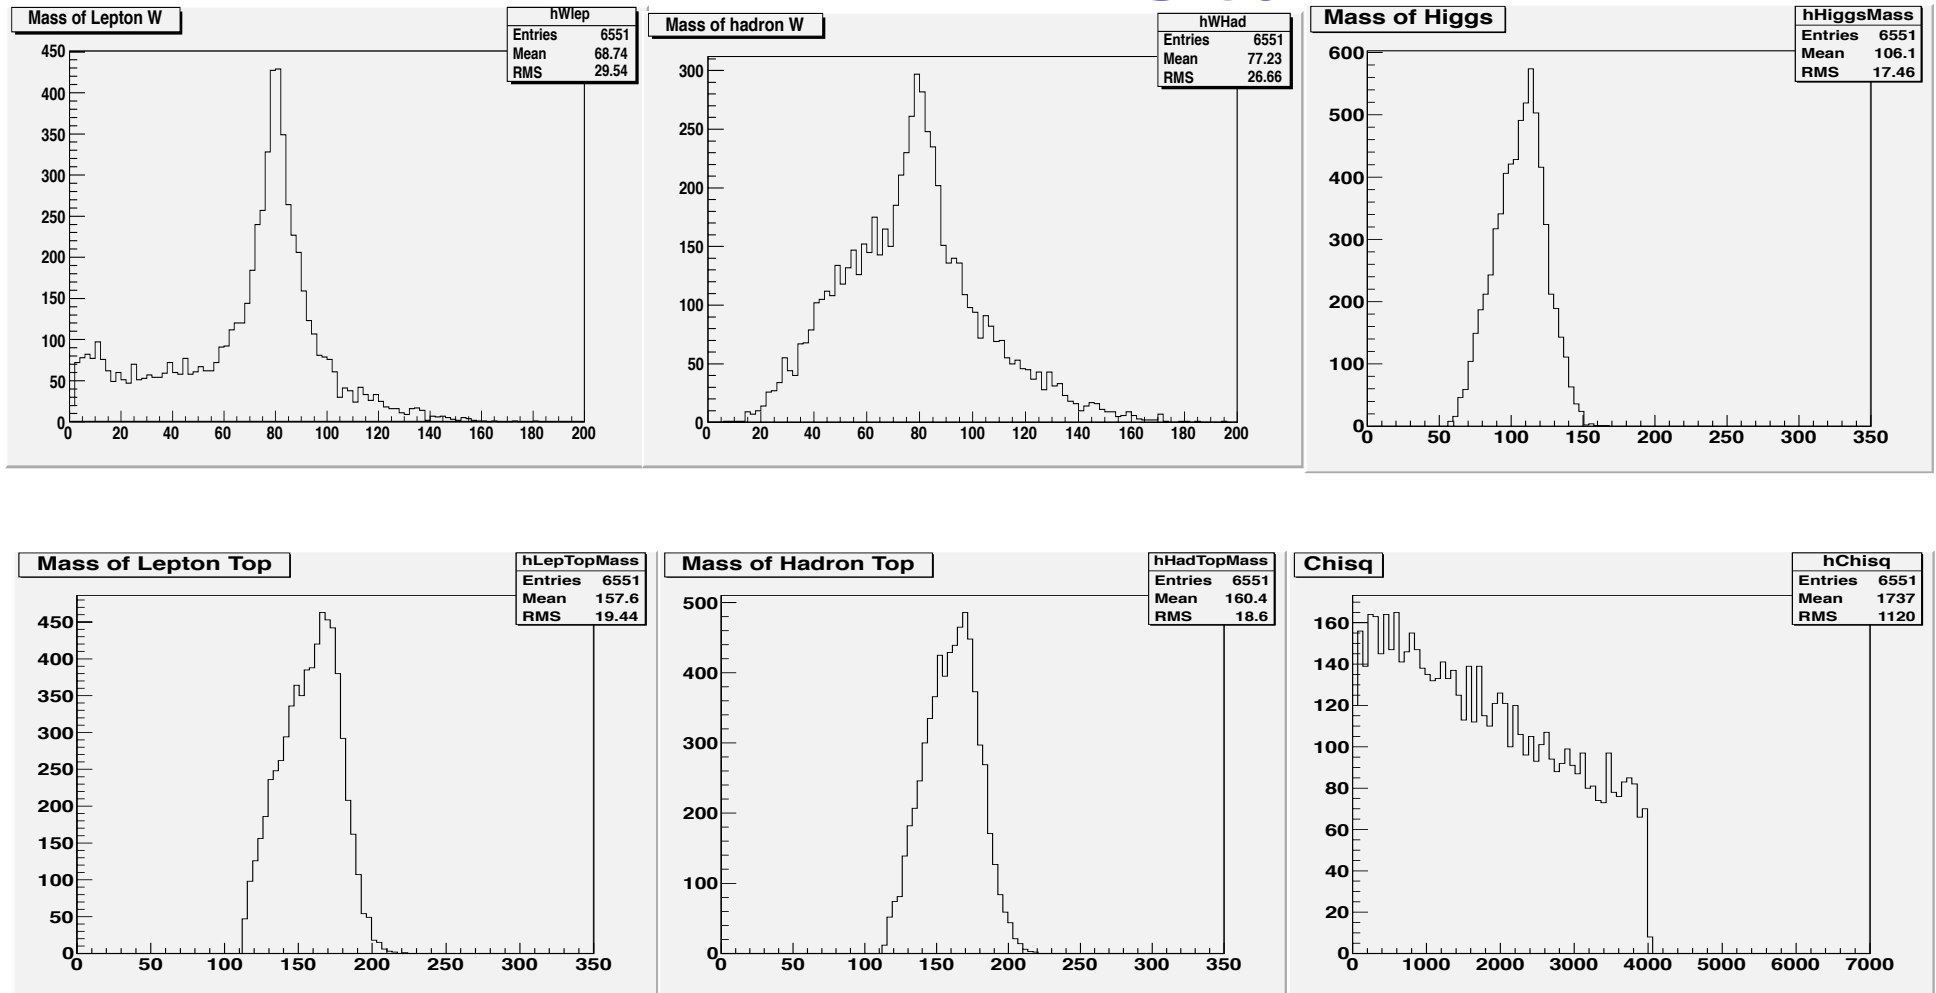 Mass of Lepton W
hWlep
Entries 6551
Mean 68.74
RMS 29.54
450
400
350
300
250
200
150
100
50
0
0 20 40 60 80 100 120 140 160 180 200
Mass of hadron W
hWHad
Entries 6551
Mean 77.23
RMS 26.66
300
250
200
150
100
50
0
0 20 40 60 80 100 120 140 160 180 200
Mass of Higgs
hHiggsMass
Entries 6551
Mean 106.1
RMS 17.46
600
500
400
300
200
100
0
0 50 100 150 200 250 300 350
Mass of Lepton Top
hLepTopMass
Entries 6551
Mean 157.6
RMS 19.44
450
400
350
300
250
200
150
100
50
0
0 50 100 150 200 250 300 350
Mass of Hadron Top
hHadTopMass
Entries 6551
Mean 160.4
RMS 18.6
500
400
300
200
100
0
0 50 100 150 200 250 300 350
Chisq
hChisq
Entries 6551
Mean 1737
RMS 1120
160
140
120
100
80
60
40
20
0
0 1000 2000 3000 4000 5000 6000 7000